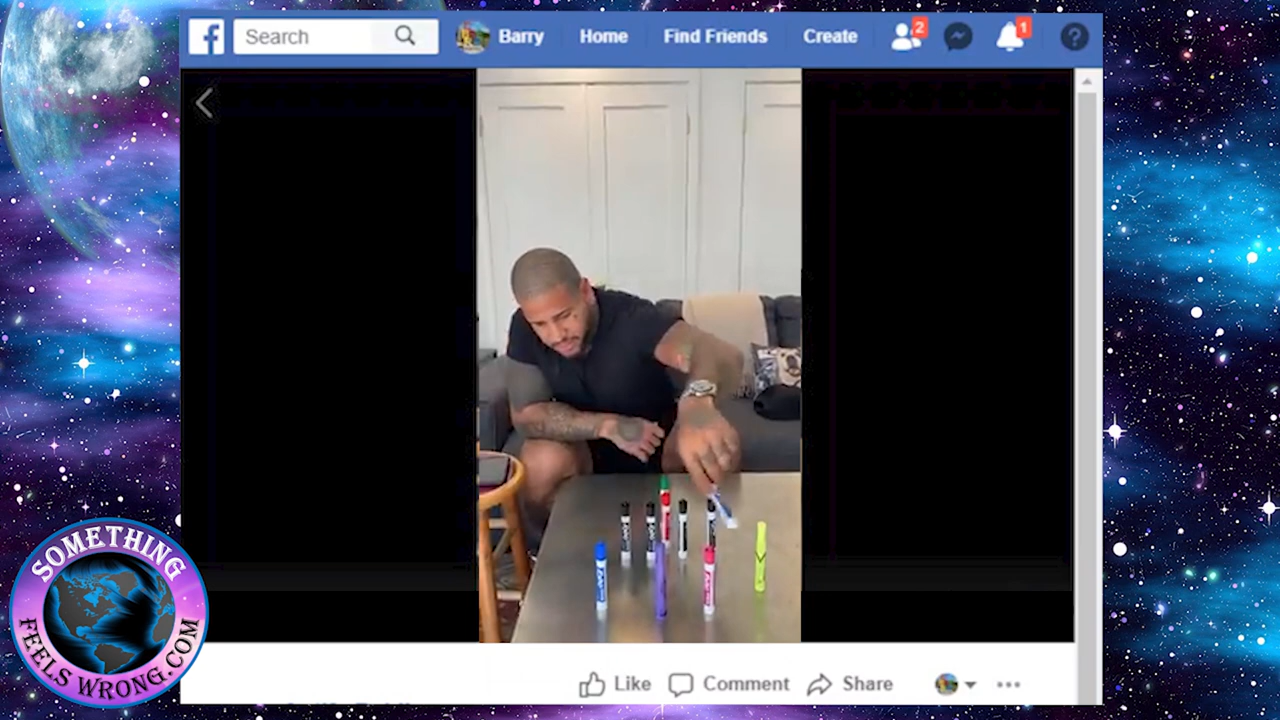 Search
Barry
Home
Find Friends
Create
2
1
?
Like
Comment
Share
SOMETHING
FEELS WRONG.COM